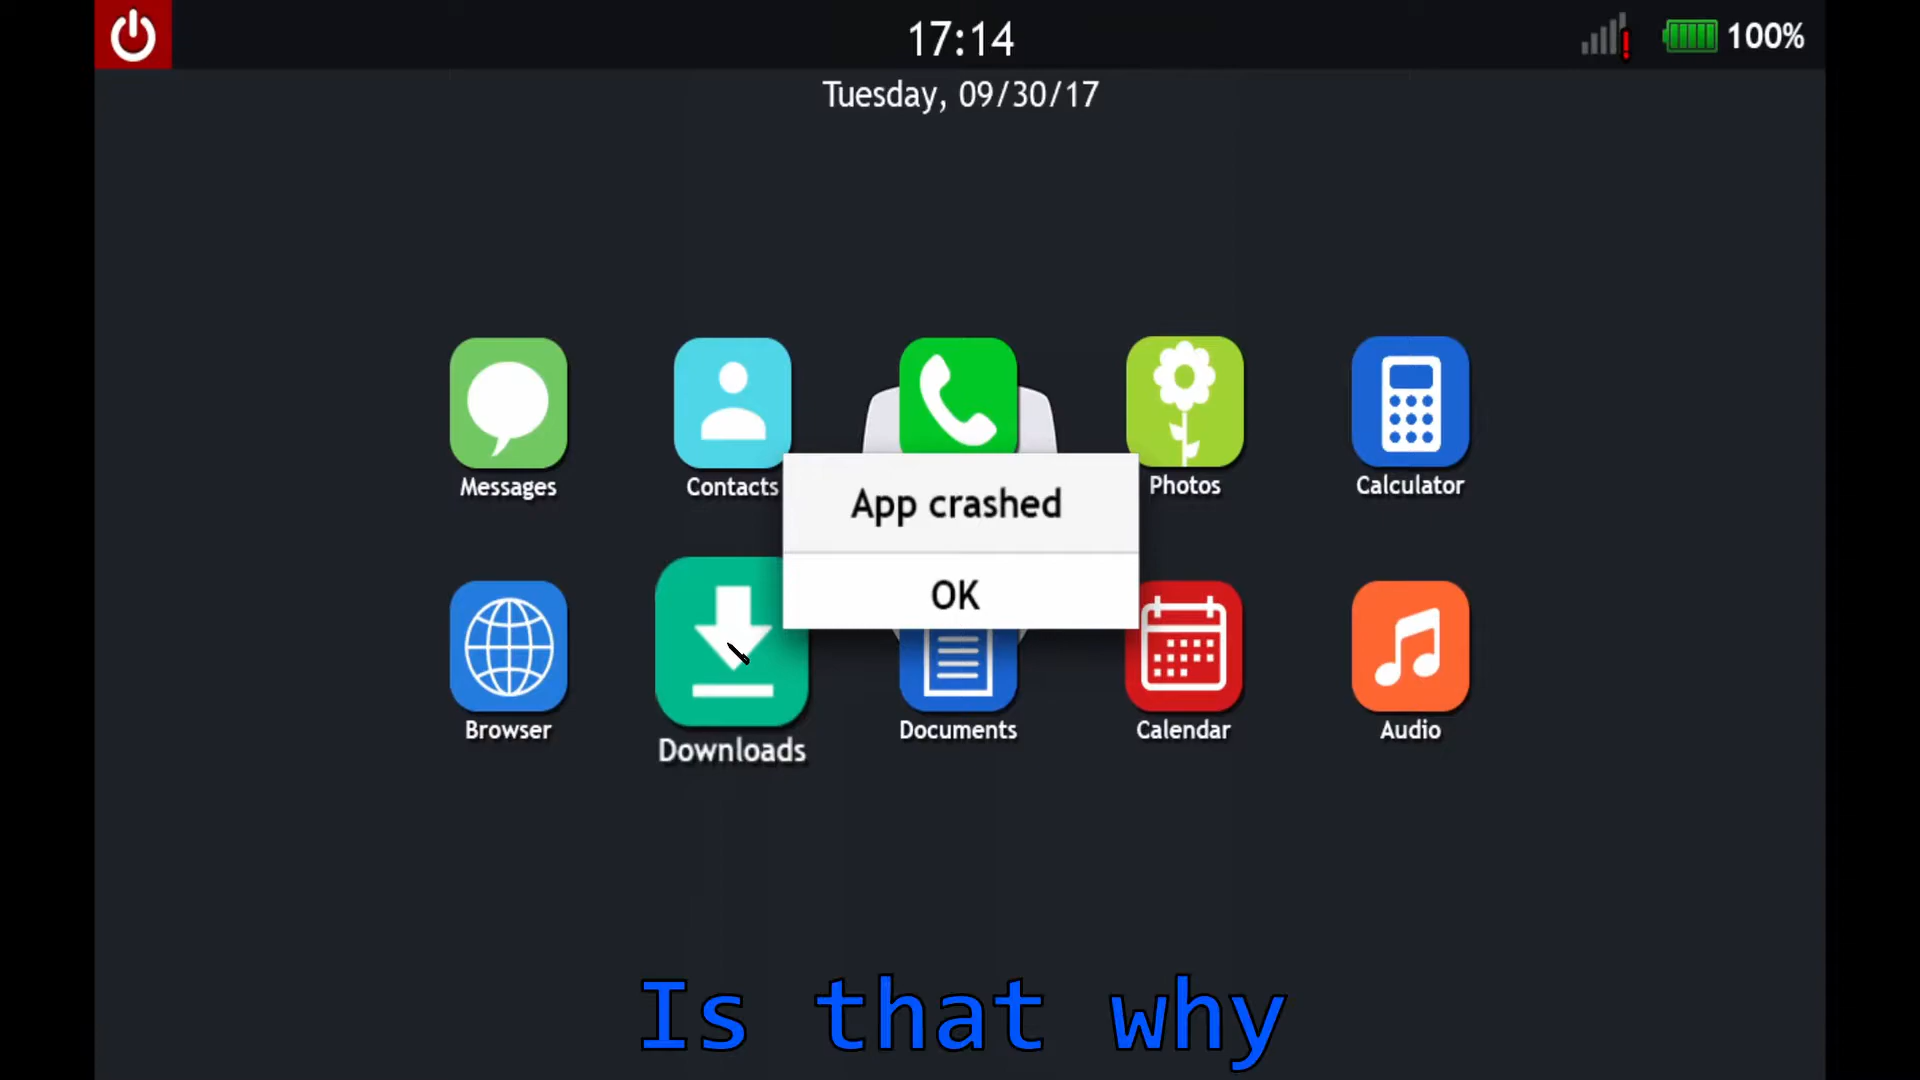 17:14
100%
Tuesday, 09/30/17
Messages
Contacts
Photos
Calculator
App crashed
OK
Browser
Downloads
Documents
Calendar
Audio
Is that why